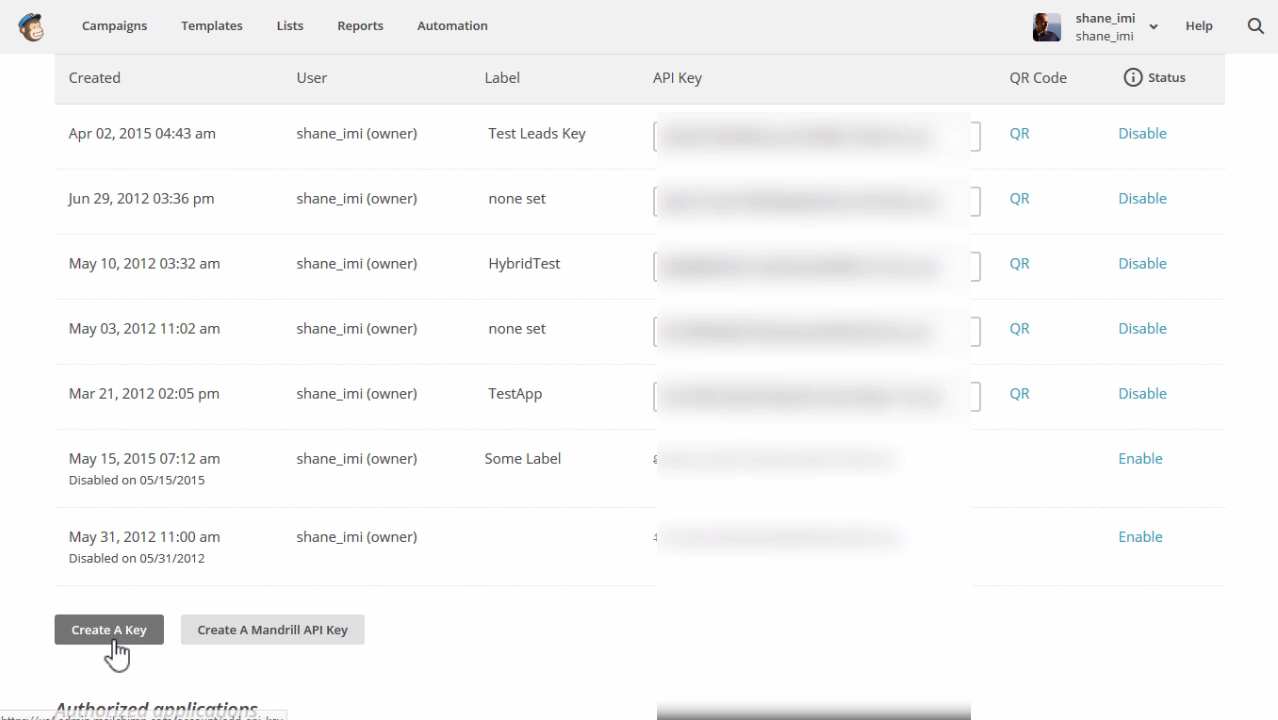 Campaigns Templates Lists Reports Automation shane_imi Help
shane_imi
Created User Label API Key QR Code Status
Apr 02, 2015 04:43 am shane_imi (owner) Test Leads Key QR Disable
Jun 29, 2012 03:36 pm shane_imi (owner) none set QR Disable
May 10, 2012 03:32 am shane_imi (owner) HybridTest QR Disable
May 03, 2012 11:02 am shane_imi (owner) none set QR Disable
Mar 21, 2012 02:05 pm shane_imi (owner) TestApp QR Disable
May 15, 2015 07:12 am shane_imi (owner) Some Label Enable
Disabled on 05/15/2015
May 31, 2012 11:00 am shane_imi (owner) Enable
Disabled on 05/31/2012
Create A Key Create A Mandrill API Key
Authorized applications